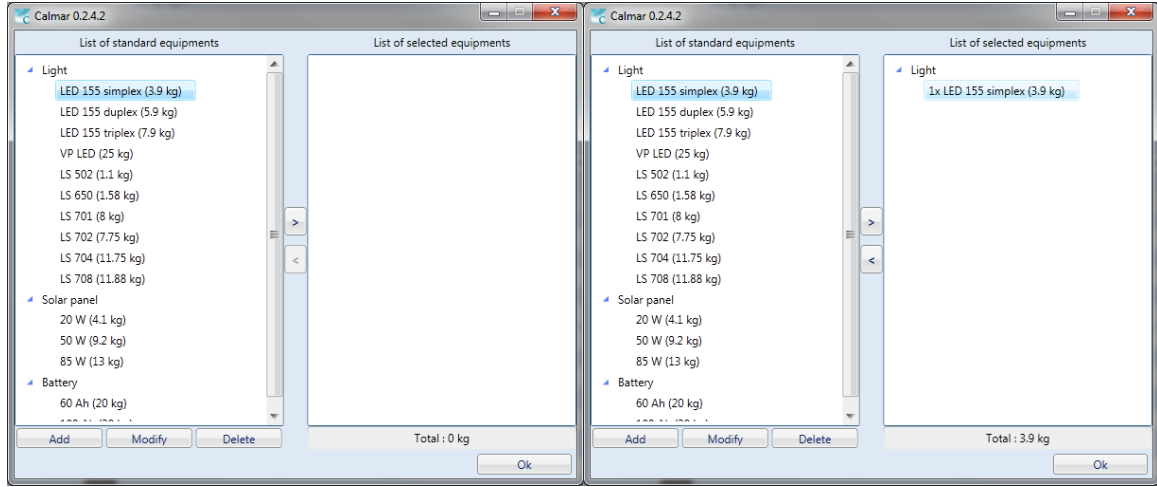 Calmar 0.2.4.2
List of standard equipments
List of selected equipments
Light
LED 155 simplex (3.9 kg)
LED 155 duplex (5.9 kg)
LED 155 triplex (7.9 kg)
VP LED (25 kg)
LS 502 (1.1 kg)
LS 650 (1.58 kg)
LS 701 (8 kg)
LS 702 (7.75 kg)
LS 704 (11.75 kg)
LS 708 (11.88 kg)
Solar panel
20 W (4.1 kg)
50 W (9.2 kg)
85 W (13 kg)
Battery
60 Ah (20 kg)
>
<
Add
Modify
Delete
Total : 0 kg
Ok
Calmar 0.2.4.2
List of standard equipments
List of selected equipments
Light
LED 155 simplex (3.9 kg)
LED 155 duplex (5.9 kg)
LED 155 triplex (7.9 kg)
VP LED (25 kg)
LS 502 (1.1 kg)
LS 650 (1.58 kg)
LS 701 (8 kg)
LS 702 (7.75 kg)
LS 704 (11.75 kg)
LS 708 (11.88 kg)
Solar panel
20 W (4.1 kg)
50 W (9.2 kg)
85 W (13 kg)
Battery
60 Ah (20 kg)
>
<
Light
1x LED 155 simplex (3.9 kg)
Add
Modify
Delete
Total : 3.9 kg
Ok